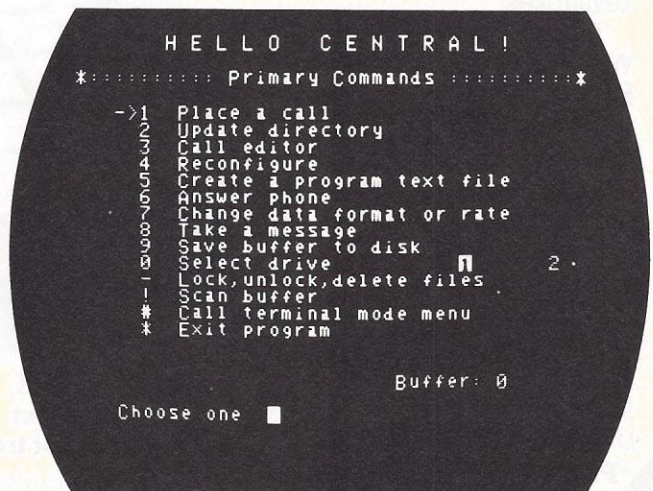 HELLO CENTRAL!
*:::::::::: Primary Commands ::::::::::*
->1 Place a call
2 Update directory
3 Call editor
4 Reconfigure
5 Create a program text file
6 Answer phone
7 Change data format or rate
8 Take a message
9 Save buffer to disk
0 Select drive 1 2
- Lock,unlock,delete files
! Scan buffer
# Call terminal mode menu
* Exit program
Buffer: 0
Choose one